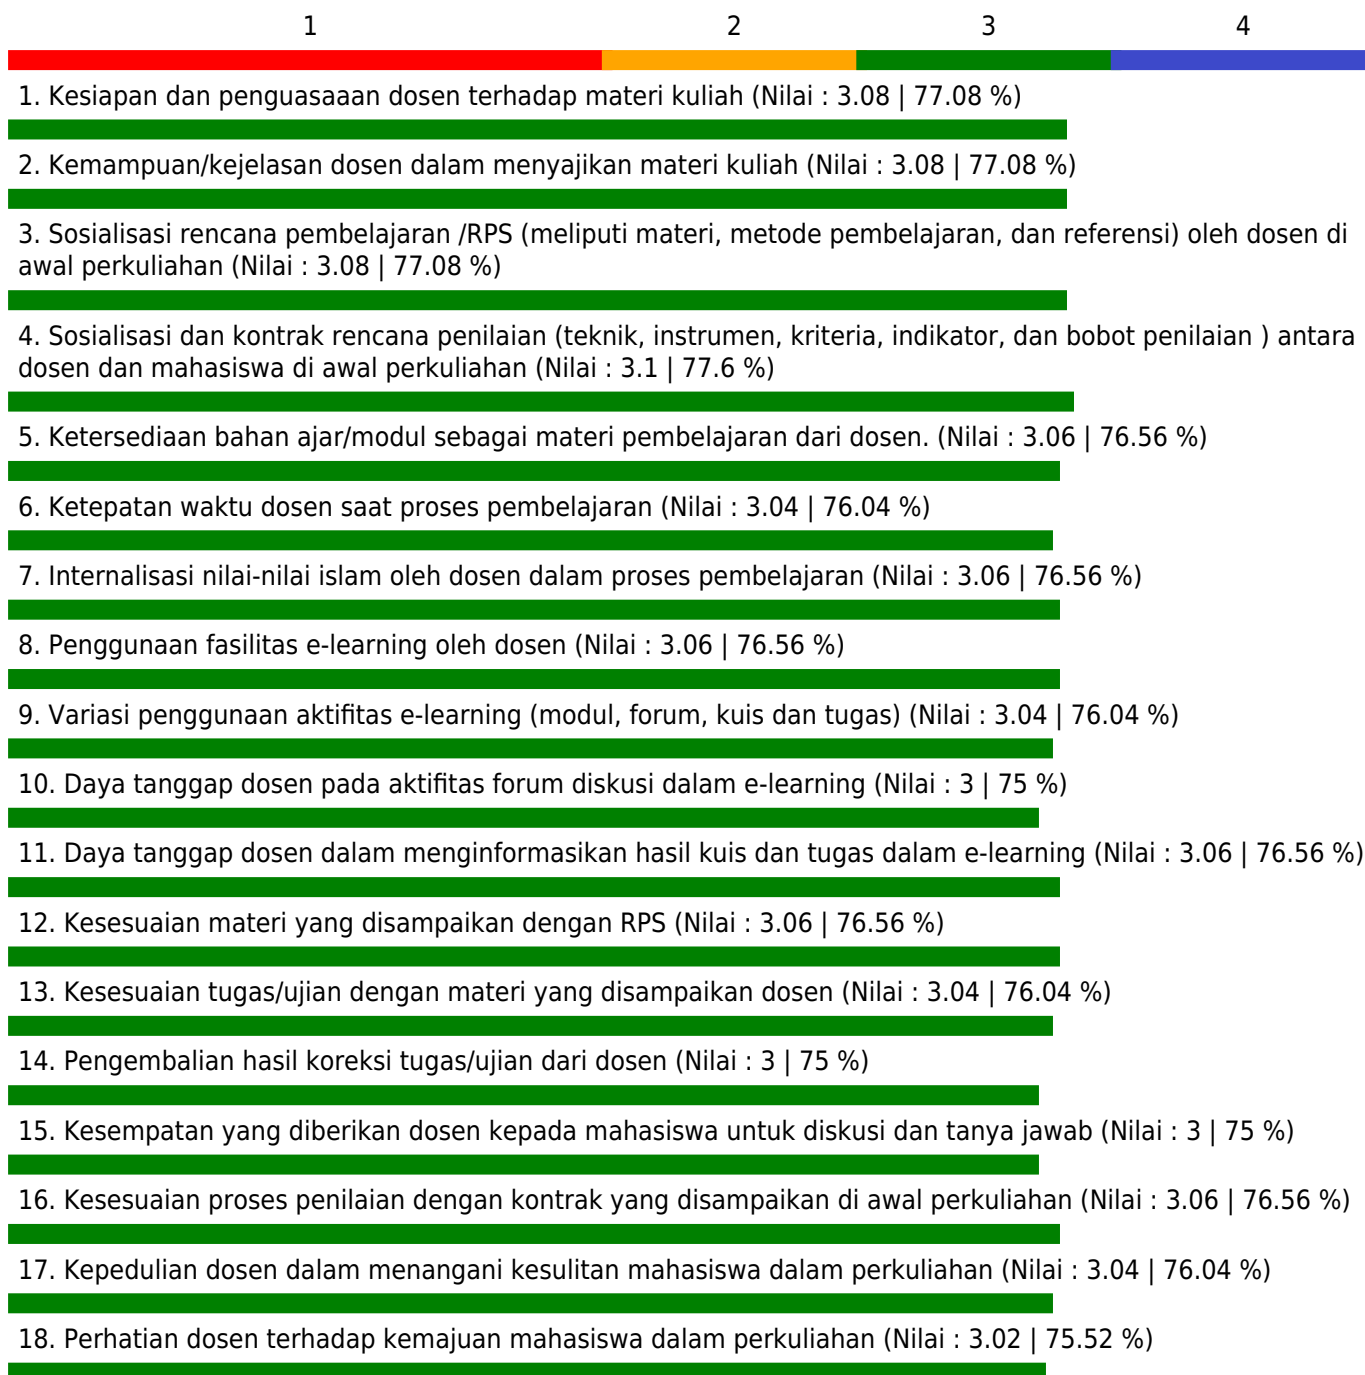 1 2 3 4
1. Kesiapan dan penguasaaan dosen terhadap materi kuliah (Nilai : 3.08 | 77.08 %)
2. Kemampuan/kejelasan dosen dalam menyajikan materi kuliah (Nilai : 3.08 | 77.08 %)
3. Sosialisasi rencana pembelajaran /RPS (meliputi materi, metode pembelajaran, dan referensi) oleh dosen di
awal perkuliahan (Nilai : 3.08 | 77.08 %)
4. Sosialisasi dan kontrak rencana penilaian (teknik, instrumen, kriteria, indikator, dan bobot penilaian ) antara
dosen dan mahasiswa di awal perkuliahan (Nilai : 3.1 | 77.6 %)
5. Ketersediaan bahan ajar/modul sebagai materi pembelajaran dari dosen. (Nilai : 3.06 | 76.56 %)
6. Ketepatan waktu dosen saat proses pembelajaran (Nilai : 3.04 | 76.04 %)
7. Internalisasi nilai-nilai islam oleh dosen dalam proses pembelajaran (Nilai : 3.06 | 76.56 %)
8. Penggunaan fasilitas e-learning oleh dosen (Nilai : 3.06 | 76.56 %)
9. Variasi penggunaan aktifitas e-learning (modul, forum, kuis dan tugas) (Nilai : 3.04 | 76.04 %)
10. Daya tanggap dosen pada aktifitas forum diskusi dalam e-learning (Nilai : 3 | 75 %)
11. Daya tanggap dosen dalam menginformasikan hasil kuis dan tugas dalam e-learning (Nilai : 3.06 | 76.56 %)
12. Kesesuaian materi yang disampaikan dengan RPS (Nilai : 3.06 | 76.56 %)
13. Kesesuaian tugas/ujian dengan materi yang disampaikan dosen (Nilai : 3.04 | 76.04 %)
14. Pengembalian hasil koreksi tugas/ujian dari dosen (Nilai : 3 | 75 %)
15. Kesempatan yang diberikan dosen kepada mahasiswa untuk diskusi dan tanya jawab (Nilai : 3 | 75 %)
16. Kesesuaian proses penilaian dengan kontrak yang disampaikan di awal perkuliahan (Nilai : 3.06 | 76.56 %)
17. Kepedulian dosen dalam menangani kesulitan mahasiswa dalam perkuliahan (Nilai : 3.04 | 76.04 %)
18. Perhatian dosen terhadap kemajuan mahasiswa dalam perkuliahan (Nilai : 3.02 | 75.52 %)